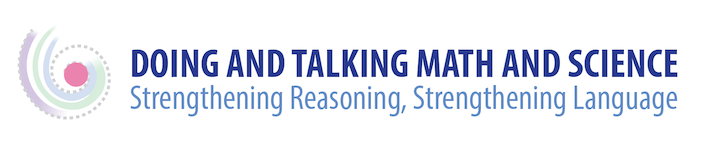 DOING AND TALKING MATH AND SCIENCE
Strengthening Reasoning, Strengthening Language